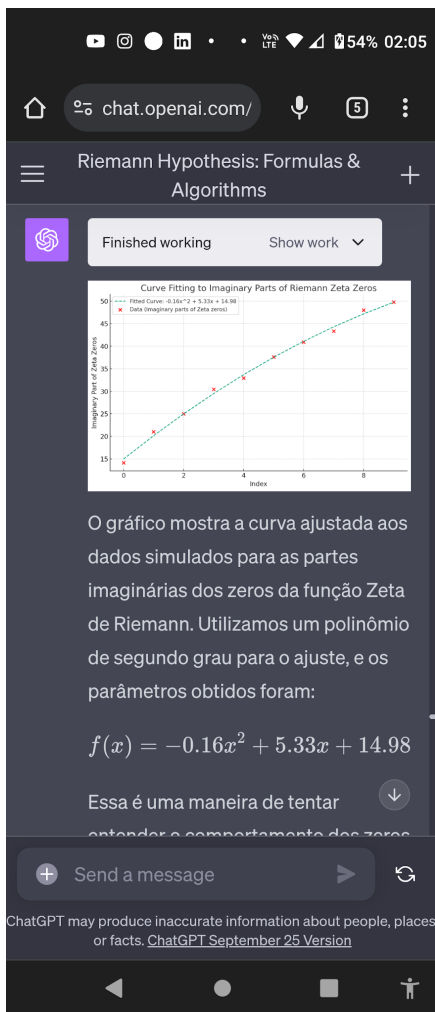 Vo)) LTE 54% 02:05
chat.openai.com/ 5
Riemann Hypothesis: Formulas &
Algorithms
Finished working Show work
Curve Fitting to Imaginary Parts of Riemann Zeta Zeros
Fitted Curve: -0.16x^2 + 5.33x + 14.98
Data (Imaginary parts of Zeta zeros)
Imaginary Part of Zeta Zeros
50
45
40
35
30
25
20
15
0 2 4 6 8
Index
O gráfico mostra a curva ajustada aos
dados simulados para as partes
imaginárias dos zeros da função Zeta
de Riemann. Utilizamos um polinômio
de segundo grau para o ajuste, e os
parâmetros obtidos foram:
f(x) = −0.16x² + 5.33x + 14.98
Essa é uma maneira de tentar
entender o comportamento dos zeros
Send a message
ChatGPT may produce inaccurate information about people, places
or facts. ChatGPT September 25 Version